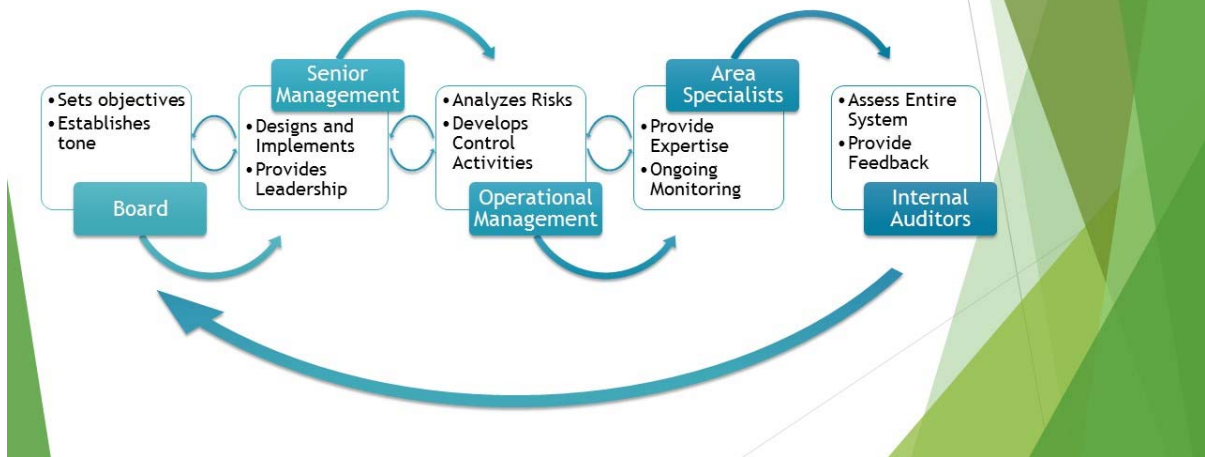 •Sets objectives
•Establishes
tone
Board
Senior
Management
•Designs and
Implements
•Provides
Leadership
•Analyzes Risks
•Develops
Control
Activities
Operational
Management
Area
Specialists
•Provide
Expertise
•Ongoing
Monitoring
•Assess Entire
System
•Provide
Feedback
Internal
Auditors